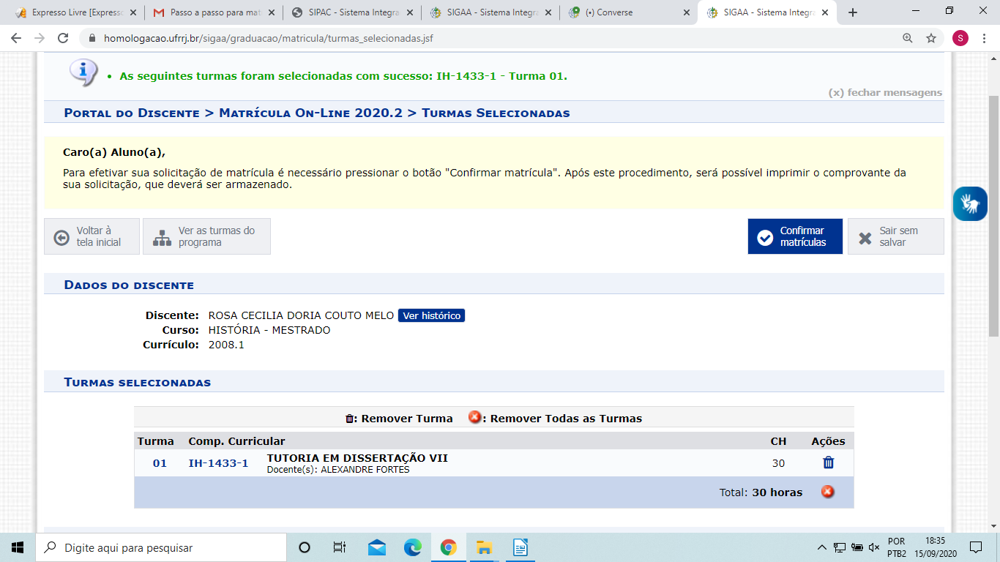 Expresso Livre [Express
Passo a passo para mat
SIPAC - Sistema Integra
SIGAA - Sistema Integra
(•) Converse
SIGAA - Sistema Integra
homologacao.ufrrj.br/sigaa/graduacao/matricula/turmas_selecionadas.jsf
S
• As seguintes turmas foram selecionadas com sucesso: IH-1433-1 - Turma 01.
(x) fechar mensagens
Portal do Discente > Matrícula On-Line 2020.2 > Turmas Selecionadas
Caro(a) Aluno(a),
Para efetivar sua solicitação de matrícula é necessário pressionar o botão "Confirmar matrícula". Após este procedimento, será possível imprimir o comprovante da
sua solicitação, que deverá ser armazenado.
Voltar à
tela inicial
Ver as turmas do
programa
Confirmar
matrículas
Sair sem
salvar
Dados do discente
Discente: ROSA CECILIA DORIA COUTO MELO Ver histórico
Curso: HISTÓRIA - MESTRADO
Currículo: 2008.1
Turmas selecionadas
: Remover Turma : Remover Todas as Turmas
Turma Comp. Curricular CH Ações
01 IH-1433-1 TUTORIA EM DISSERTAÇÃO VII 30
Docente(s): ALEXANDRE FORTES
Total: 30 horas
Digite aqui para pesquisar
POR
PTB2
18:35
15/09/2020